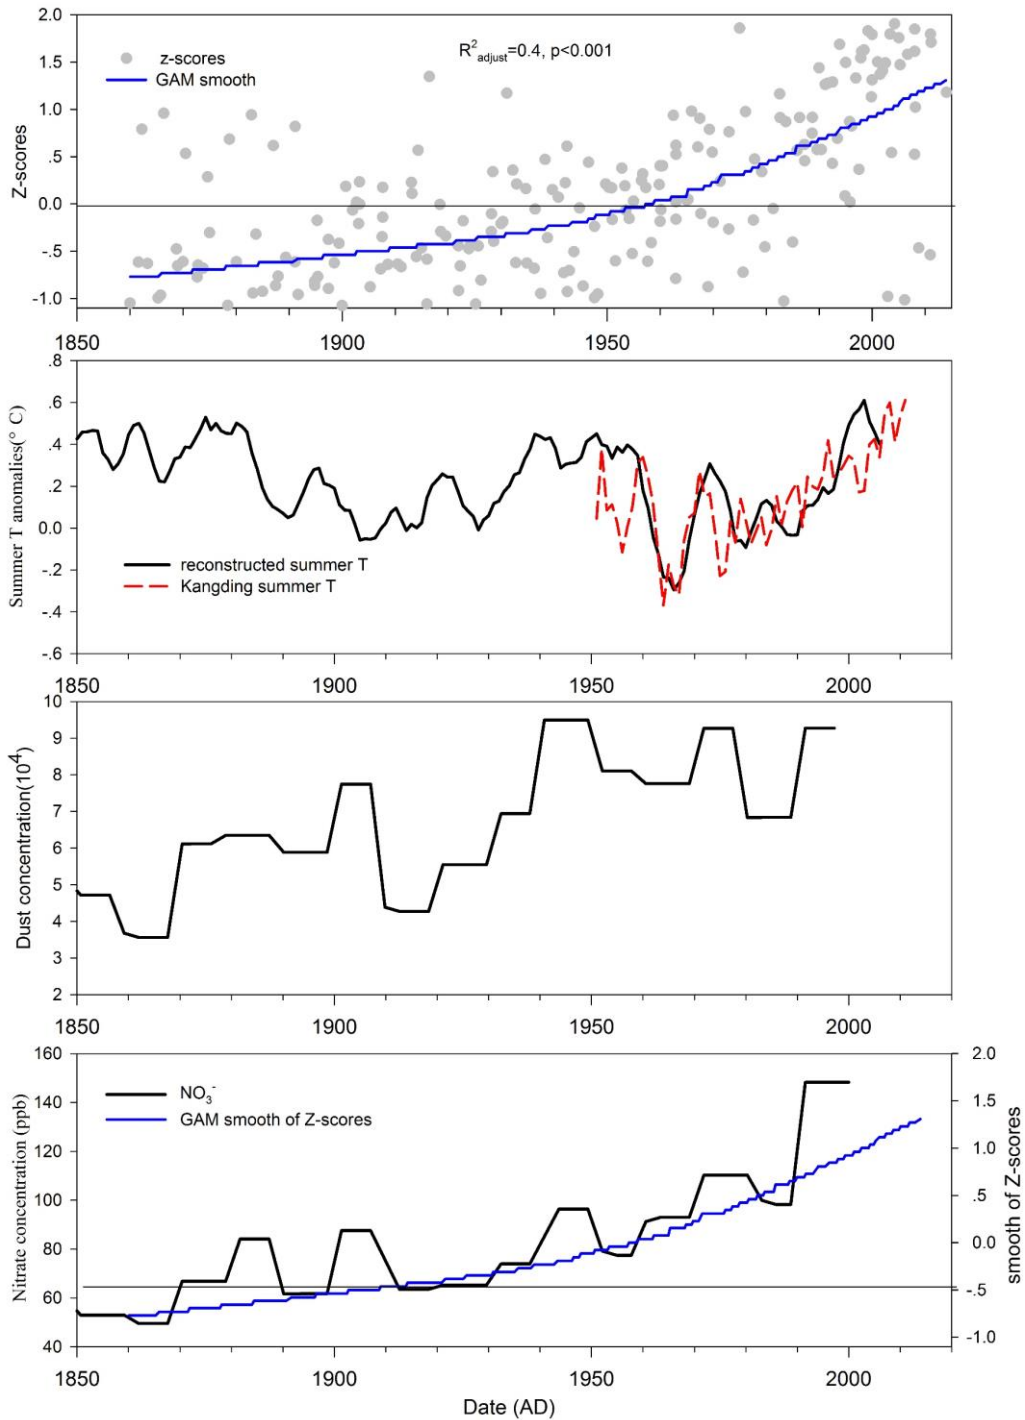 2.0
1.5
1.0
.5
0.0
-.5
-1.0
Z-scores
z-scores
GAM smooth
R²adjust=0.4, p<0.001
1850 1900 1950 2000
.8
.6
.4
.2
0.0
-.2
-.4
-.6
Summer T anomalies(° C)
reconstructed summer T
Kangding summer T
1850 1900 1950 2000
10
9
8
7
6
5
4
3
2
Dust concentration(10⁴)
1850 1900 1950 2000
160
140
120
100
80
60
40
Nitrate concentration (ppb)
NO₃⁻
GAM smooth of Z-scores
2.0
1.5
1.0
.5
0.0
-.5
-1.0
smooth of Z-scores
1850 1900 1950 2000
Date (AD)